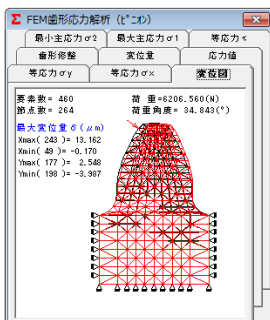 FEM歯形応力解析 (ピニオン)
最小主応力σ2 最大主応力σ1 等応力τ
歯形修整 変位量 応力値
等応力σy 等応力σx 変位図
要素数= 460 荷 重=6206.560(N)
節点数= 264 荷重角度= 34.843(°)
最大変位量δ(μm)
Xmax( 243 )= 13.162
Xmin( 49 )= -0.170
Ymax( 177 )= 2.548
Ymin( 198 )= -3.987